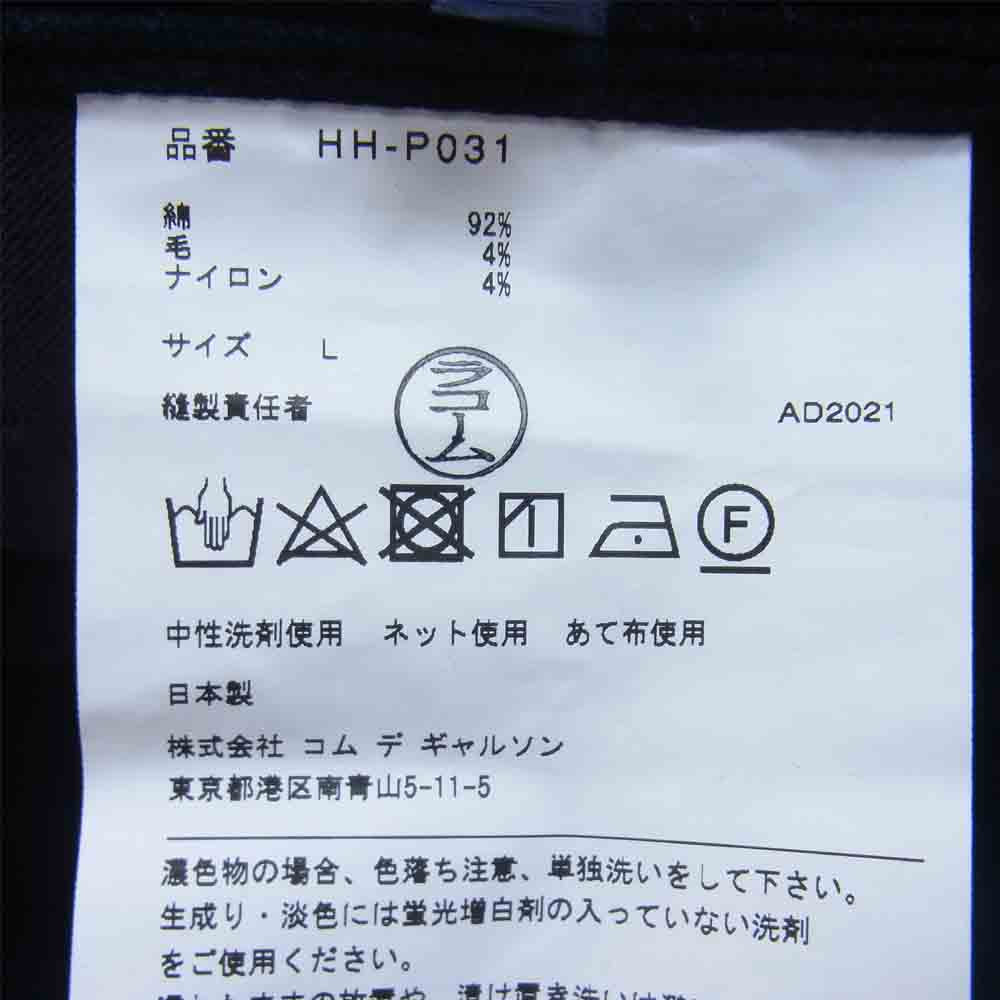 品番 HH-P031
綿 92%
毛 4%
ナイロン 4%
サイズ L
縫製責任者 ラコーム AD2021
1 F
中性洗剤使用 ネット使用 あて布使用
日本製
株式会社 コム デ ギャルソン
東京都港区南青山5-11-5
濃色物の場合、色落ち注意、単独洗いをして下さい。
生成り・淡色には蛍光増白剤の入っていない洗剤
をご使用ください。